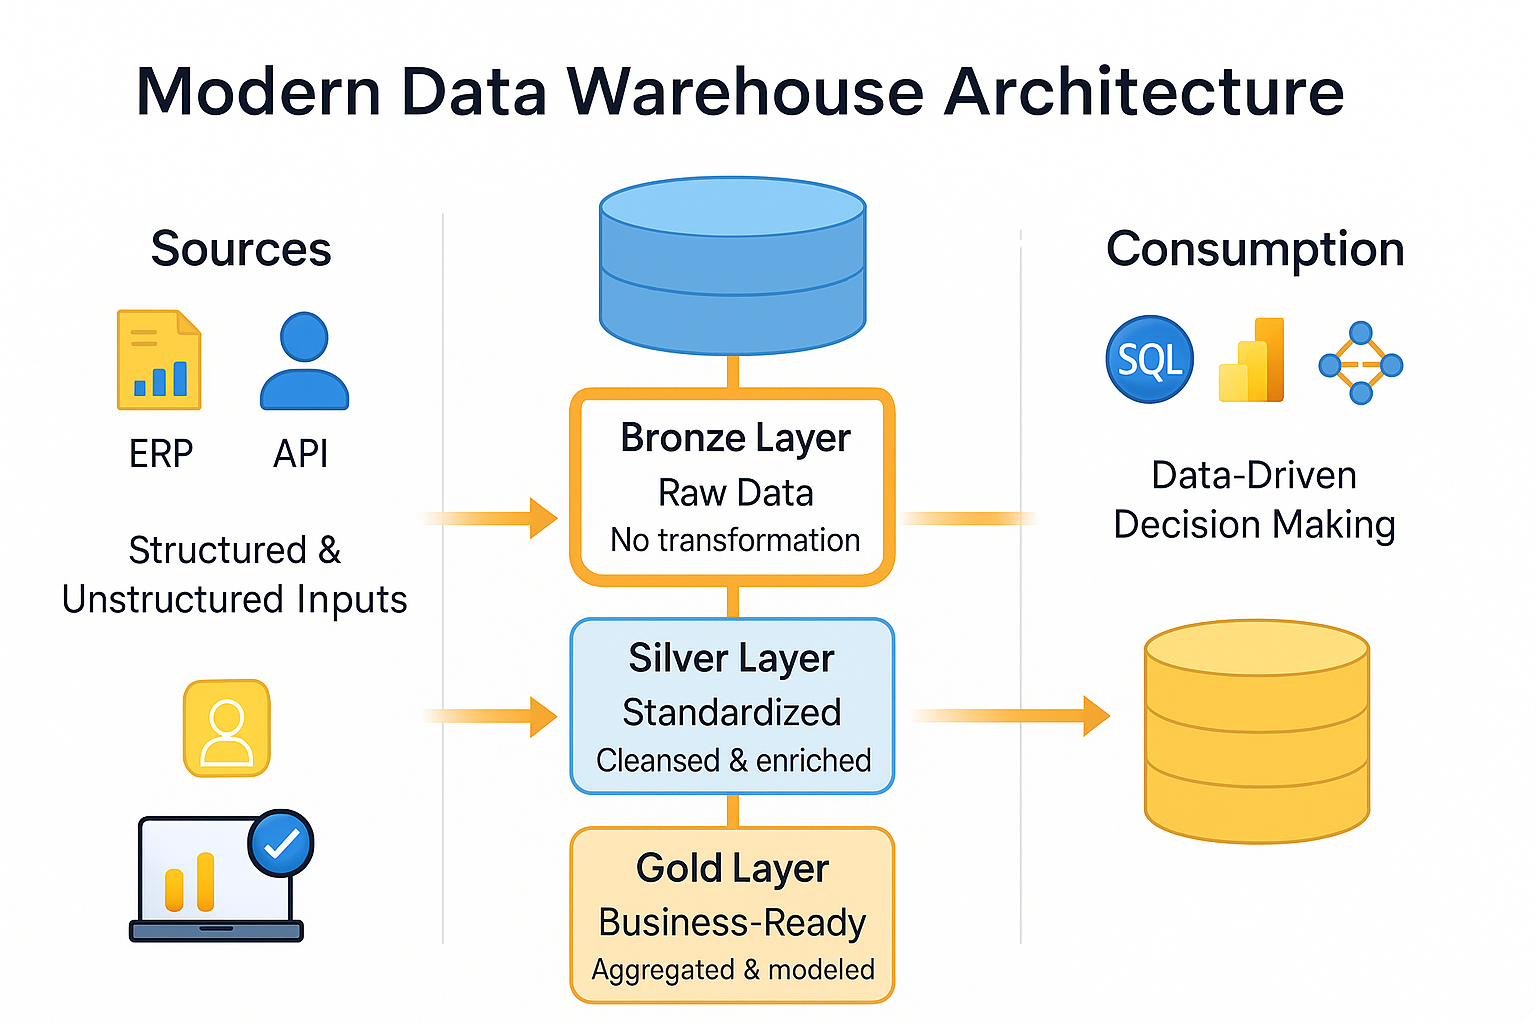 Modern Data Warehouse Architecture
Sources
ERP
API
Structured &
Unstructured Inputs
Bronze Layer
Raw Data
No transformation
Silver Layer
Standardized
Cleansed & enriched
Gold Layer
Business-Ready
Aggregated & modeled
Consumption
SQL
Data-Driven
Decision Making